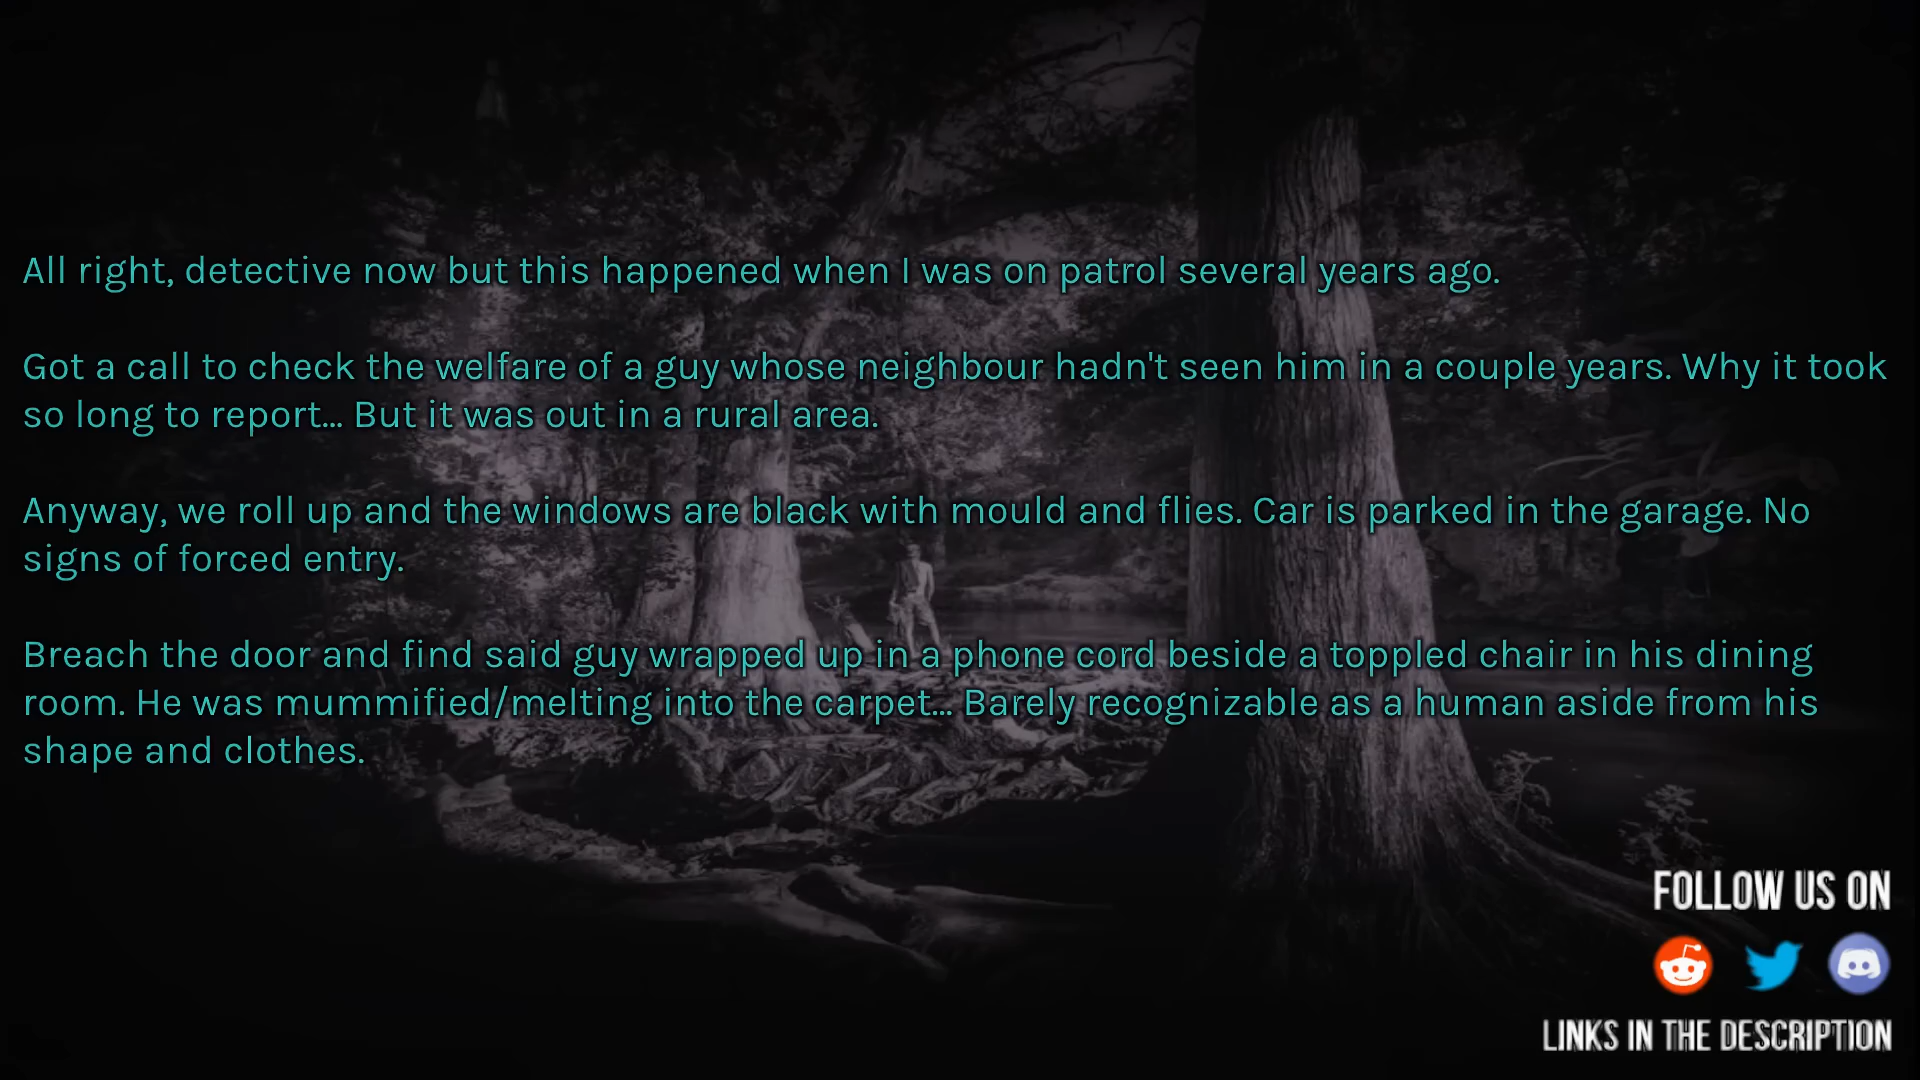 All right, detective now but this happened when I was on patrol several years ago.
Got a call to check the welfare of a guy whose neighbour hadn't seen him in a couple years. Why it took
so long to report... But it was out in a rural area.
Anyway, we roll up and the windows are black with mould and flies. Car is parked in the garage. No
signs of forced entry.
Breach the door and find said guy wrapped up in a phone cord beside a toppled chair in his dining
room. He was mummified/melting into the carpet... Barely recognizable as a human aside from his
shape and clothes.
FOLLOW US ON
LINKS IN THE DESCRIPTION